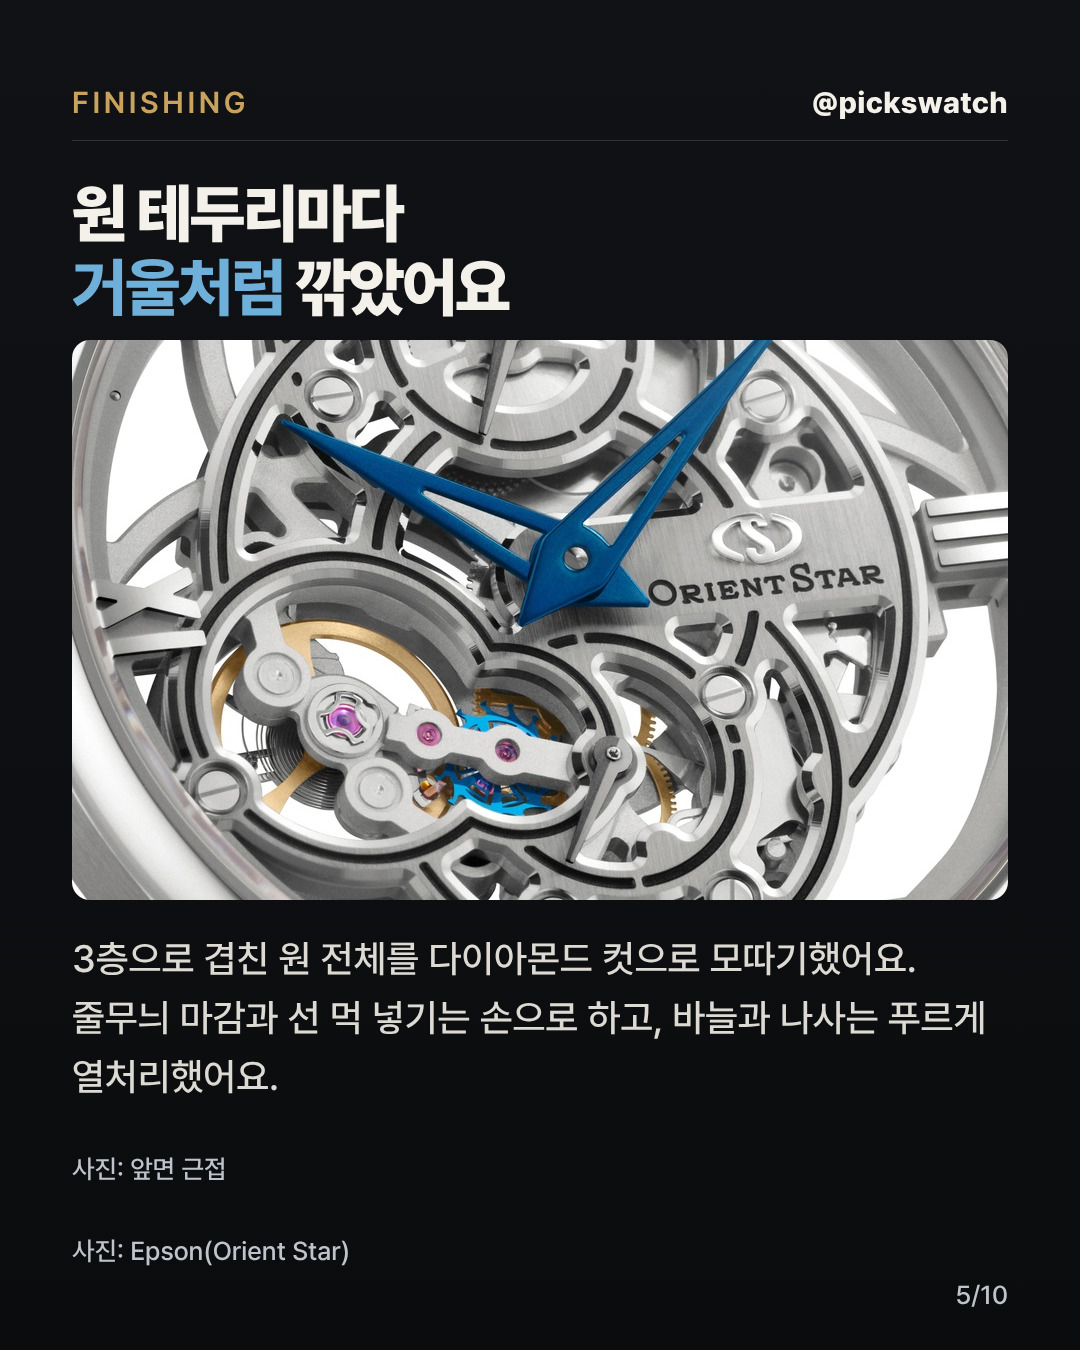 FINISHING
@pickswatch
원 테두리마다
거울처럼 깎았어요
ORIENT STAR
3층으로 겹친 원 전체를 다이아몬드 컷으로 모따기했어요.
줄무늬 마감과 선 먹 넣기는 손으로 하고, 바늘과 나사는 푸르게
열처리했어요.
사진: 앞면 근접
사진: Epson(Orient Star)
5/10